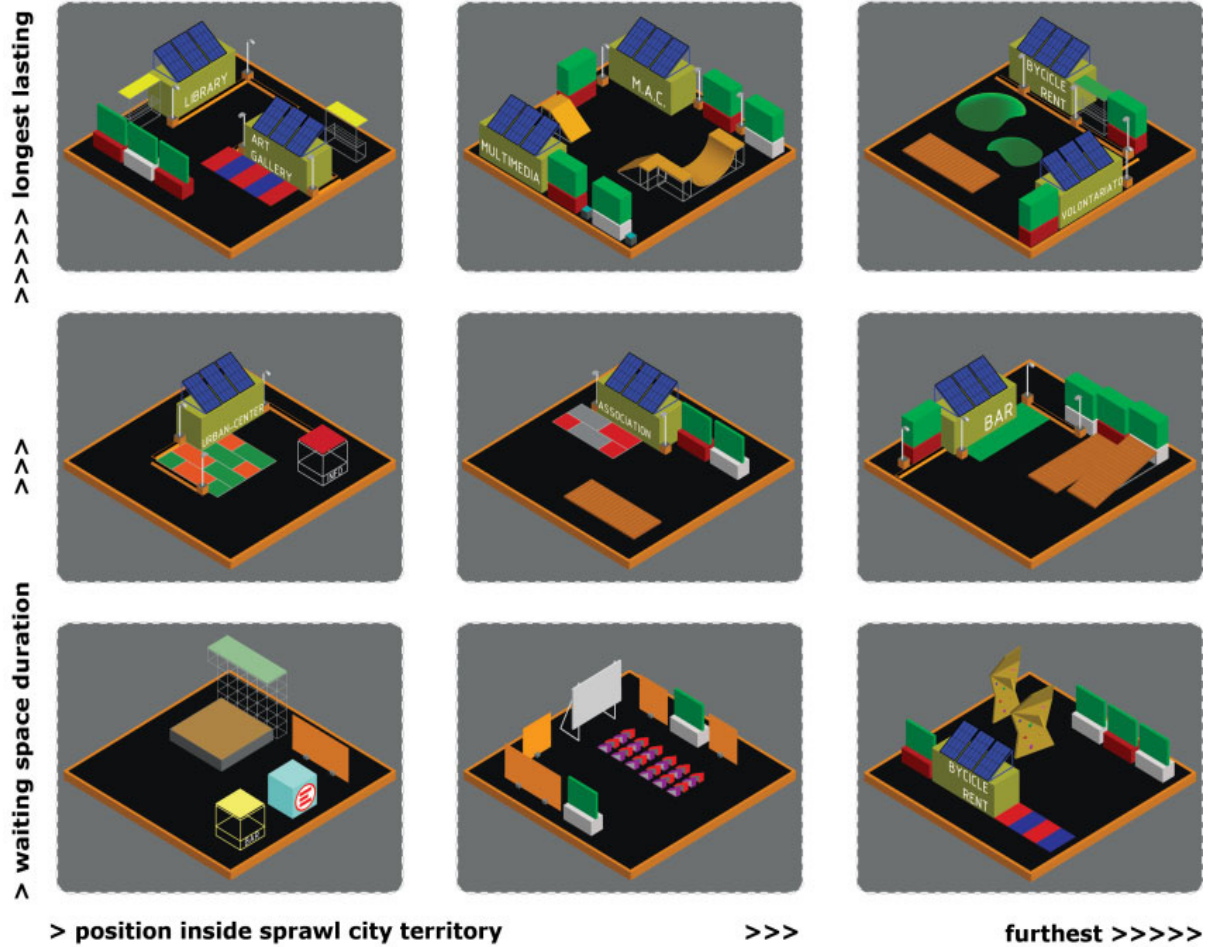 >>>>> longest lasting
LIBRARY
ART
GALLERY
M.A.C.
MULTIMEDIA
BYCICLE
RENT
VOLONTARIATO
>>>
URBAN-CENTER
INFO
ASSOCIATION
BAR
> waiting space duration
BAR
BYCICLE
RENT
> position inside sprawl city territory
>>>
furthest >>>>>